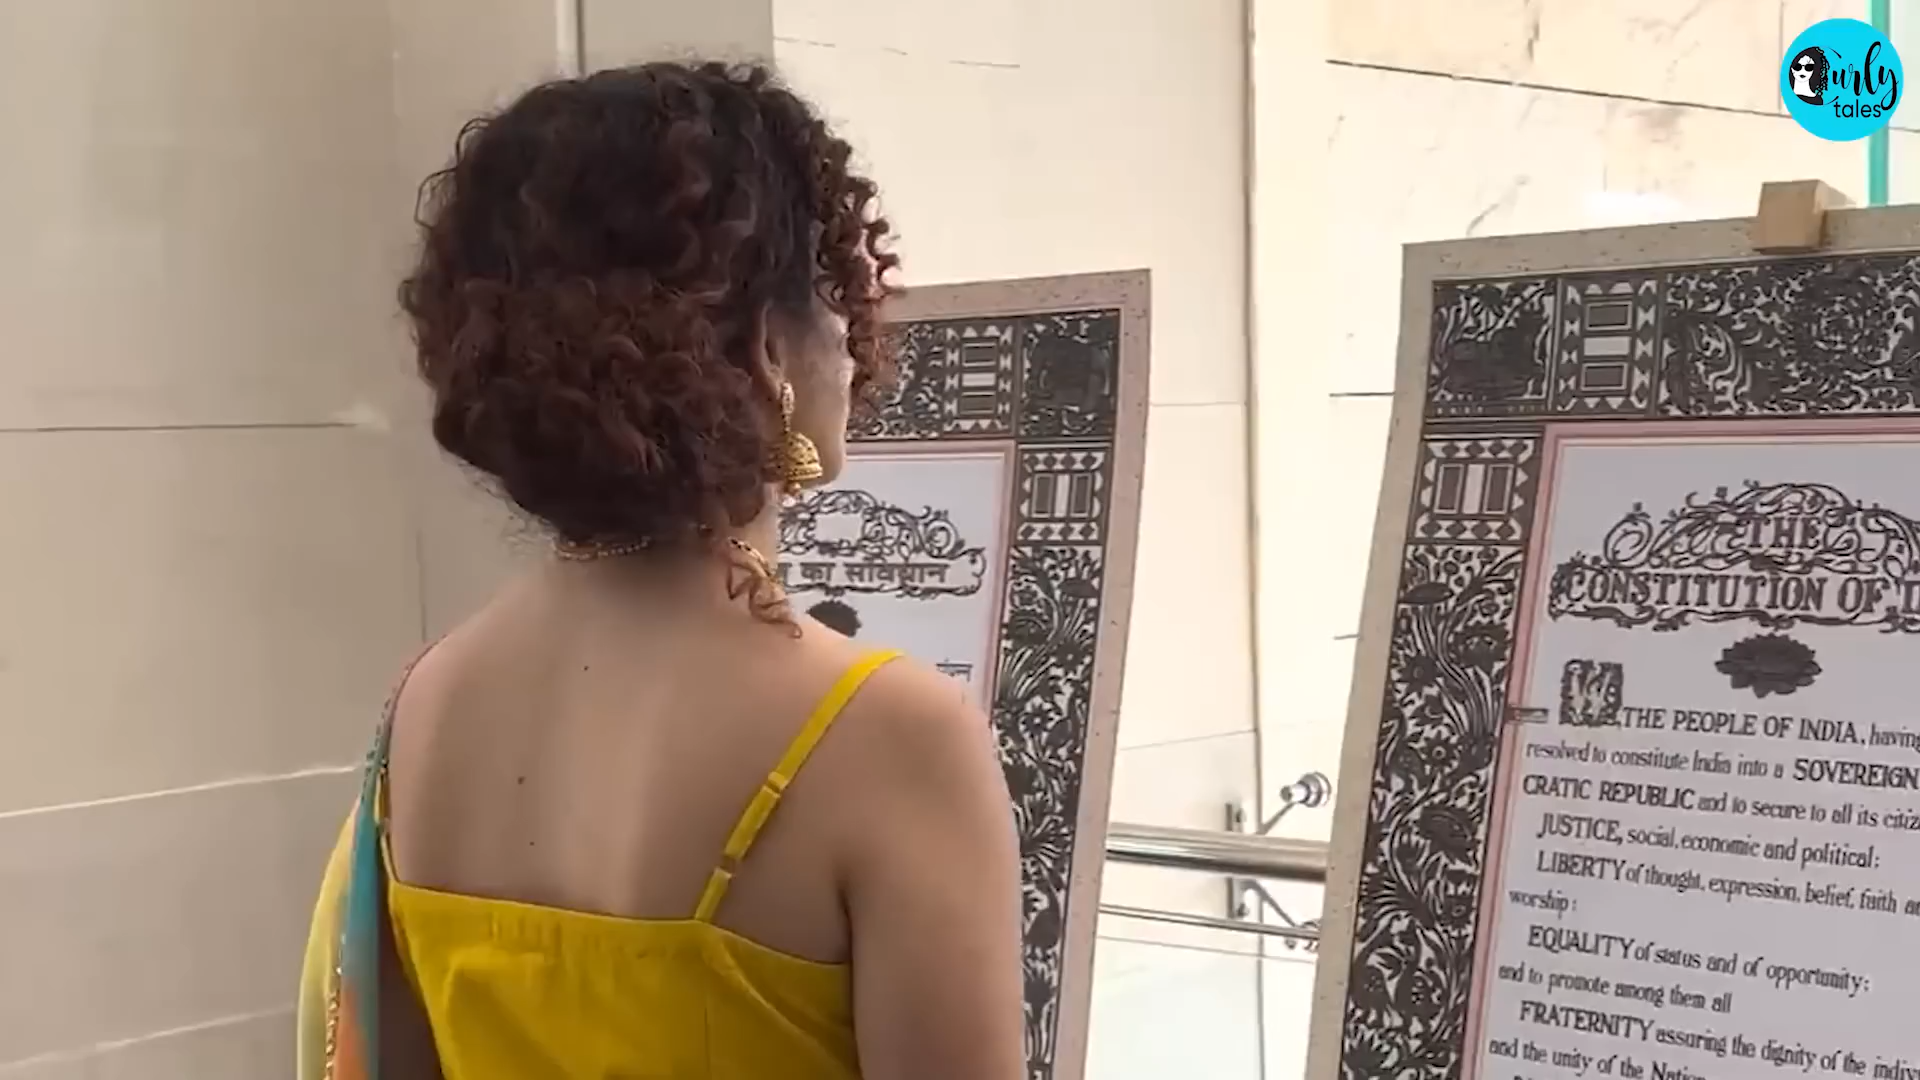 urly
tales
का संविधान
THE
CONSTITUTION OF
WE, THE PEOPLE OF INDIA, having
resolved to constitute India into a SOVEREIGN
CRATIC REPUBLIC and to secure to all its
JUSTICE, social, economic and political;
LIBERTY of thought, expression, belief, faith
worship;
EQUALITY of status and of opportunity;
and to promote among them all
FRATERNITY assuring the dignity of the
and the unity of the